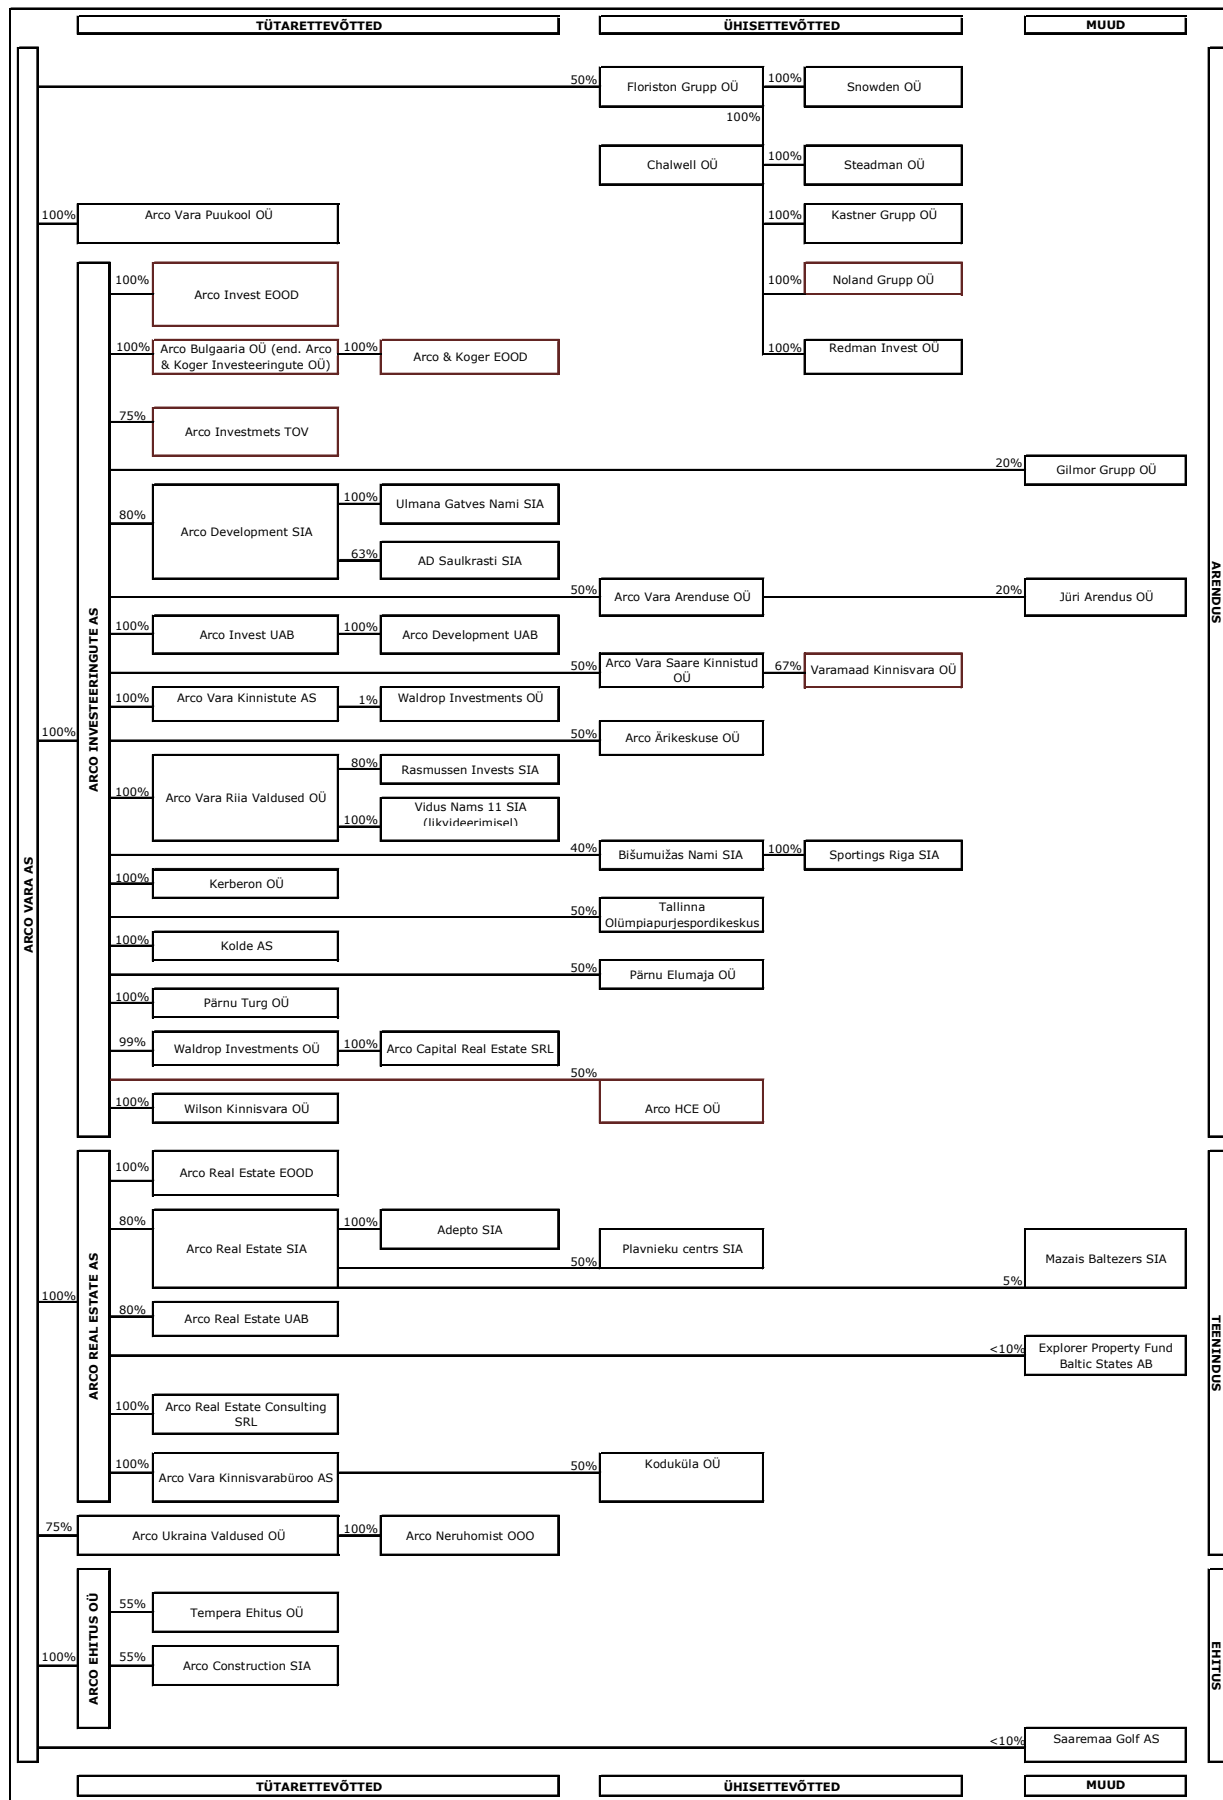 TÜTARETTEVÕTTED
ÜHISETTEVÕTTED
MUUD
50%
Floriston Grupp OÜ
100%
Snowden OÜ
100%
Chalwell OÜ
100%
Steadman OÜ
100%
Arco Vara Puukool OÜ
100%
Kastner Grupp OÜ
100%
Arco Invest EOOD
100%
Noland Grupp OÜ
100%
Arco Bulgaaria OÜ (end. Arco
& Koger Investeeringute OÜ)
100%
Arco & Koger EOOD
100%
Redman Invest OÜ
75%
Arco Investmets TOV
20%
Gilmor Grupp OÜ
80%
Arco Development SIA
100%
Ulmana Gatves Nami SIA
63%
AD Saulkrasti SIA
50%
Arco Vara Arenduse OÜ
20%
Jüri Arendus OÜ
ARENDUS
ARCO INVESTEERINGUTE AS
100%
Arco Invest UAB
100%
Arco Development UAB
50%
Arco Vara Saare Kinnistud
OÜ
67%
Varamaad Kinnisvara OÜ
100%
Arco Vara Kinnistute AS
1%
Waldrop Investments OÜ
100%
50%
Arco Ärikeskuse OÜ
100%
Arco Vara Riia Valdused OÜ
80%
Rasmussen Invests SIA
100%
Vidus Nams 11 SIA
(likvideerimisel)
40%
Bišumuižas Nami SIA
100%
Sportings Riga SIA
ARCO VARA AS
100%
Kerberon OÜ
50%
Tallinna
Olümpiapurjespordikeskus
100%
Kolde AS
50%
Pärnu Elumaja OÜ
100%
Pärnu Turg OÜ
99%
Waldrop Investments OÜ
100%
Arco Capital Real Estate SRL
50%
Arco HCE OÜ
100%
Wilson Kinnisvara OÜ
100%
Arco Real Estate EOOD
80%
Arco Real Estate SIA
100%
Adepto SIA
50%
Plavnieku centrs SIA
5%
Mazais Baltezers SIA
100%
ARCO REAL ESTATE AS
80%
Arco Real Estate UAB
<10%
Explorer Property Fund
Baltic States AB
TEENINDUS
100%
Arco Real Estate Consulting
SRL
100%
Arco Vara Kinnisvarabüroo AS
50%
Koduküla OÜ
75%
Arco Ukraina Valdused OÜ
100%
Arco Neruhomist OOO
55%
Tempera Ehitus OÜ
100%
ARCO EHITUS OÜ
55%
Arco Construction SIA
EHITUS
<10%
Saaremaa Golf AS
TÜTARETTEVÕTTED
ÜHISETTEVÕTTED
MUUD